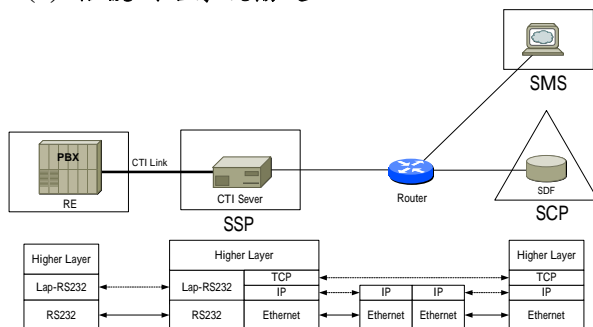 SMS
PBX
CTI Link
RE
CTI Sever
SSP
Router
SDF
SCP
Higher Layer
Higher Layer
Higher Layer
Lap-RS232
Lap-RS232
TCP
TCP
IP
IP
IP
IP
RS232
RS232
Ethernet
Ethernet
Ethernet
Ethernet